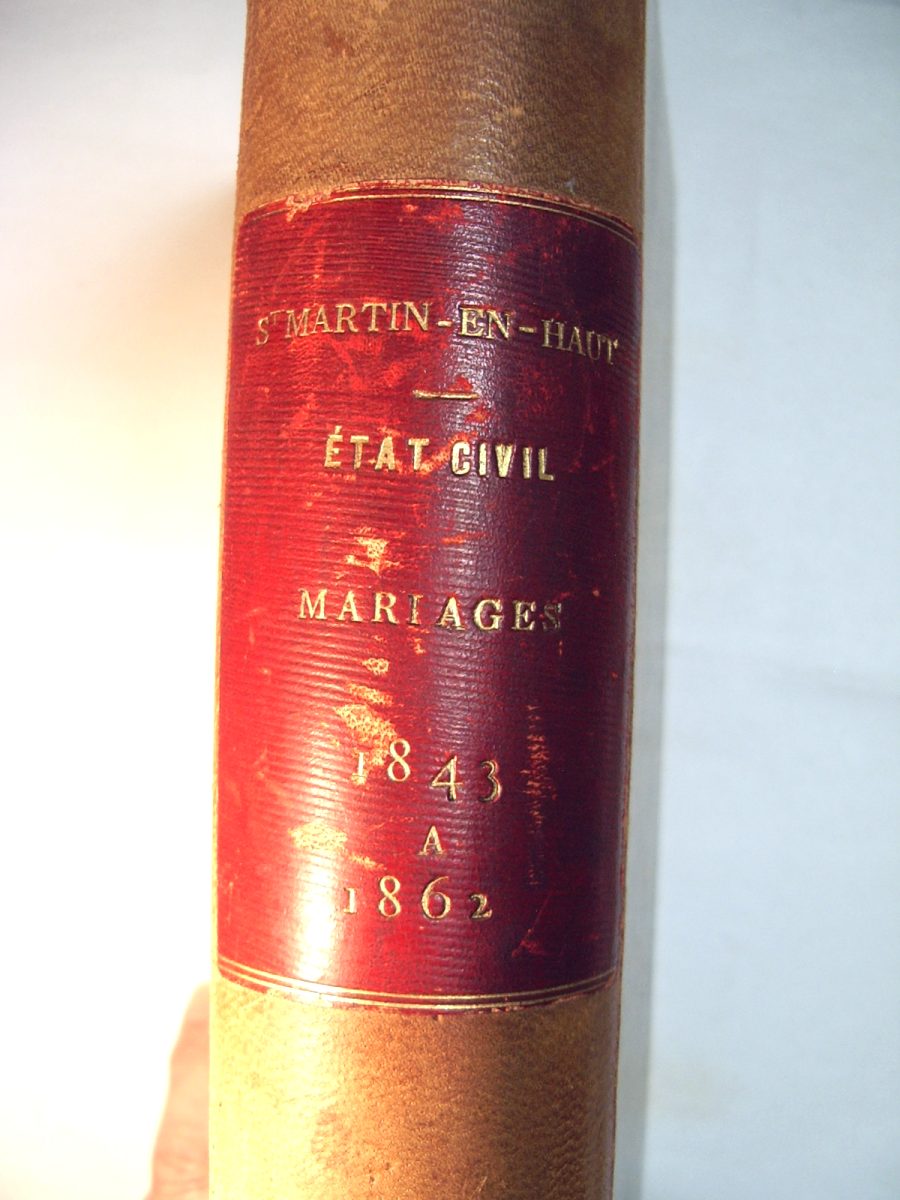 ST MARTIN-EN-HAUT
ÉTAT CIVIL
MARIAGES
1843
A
1862